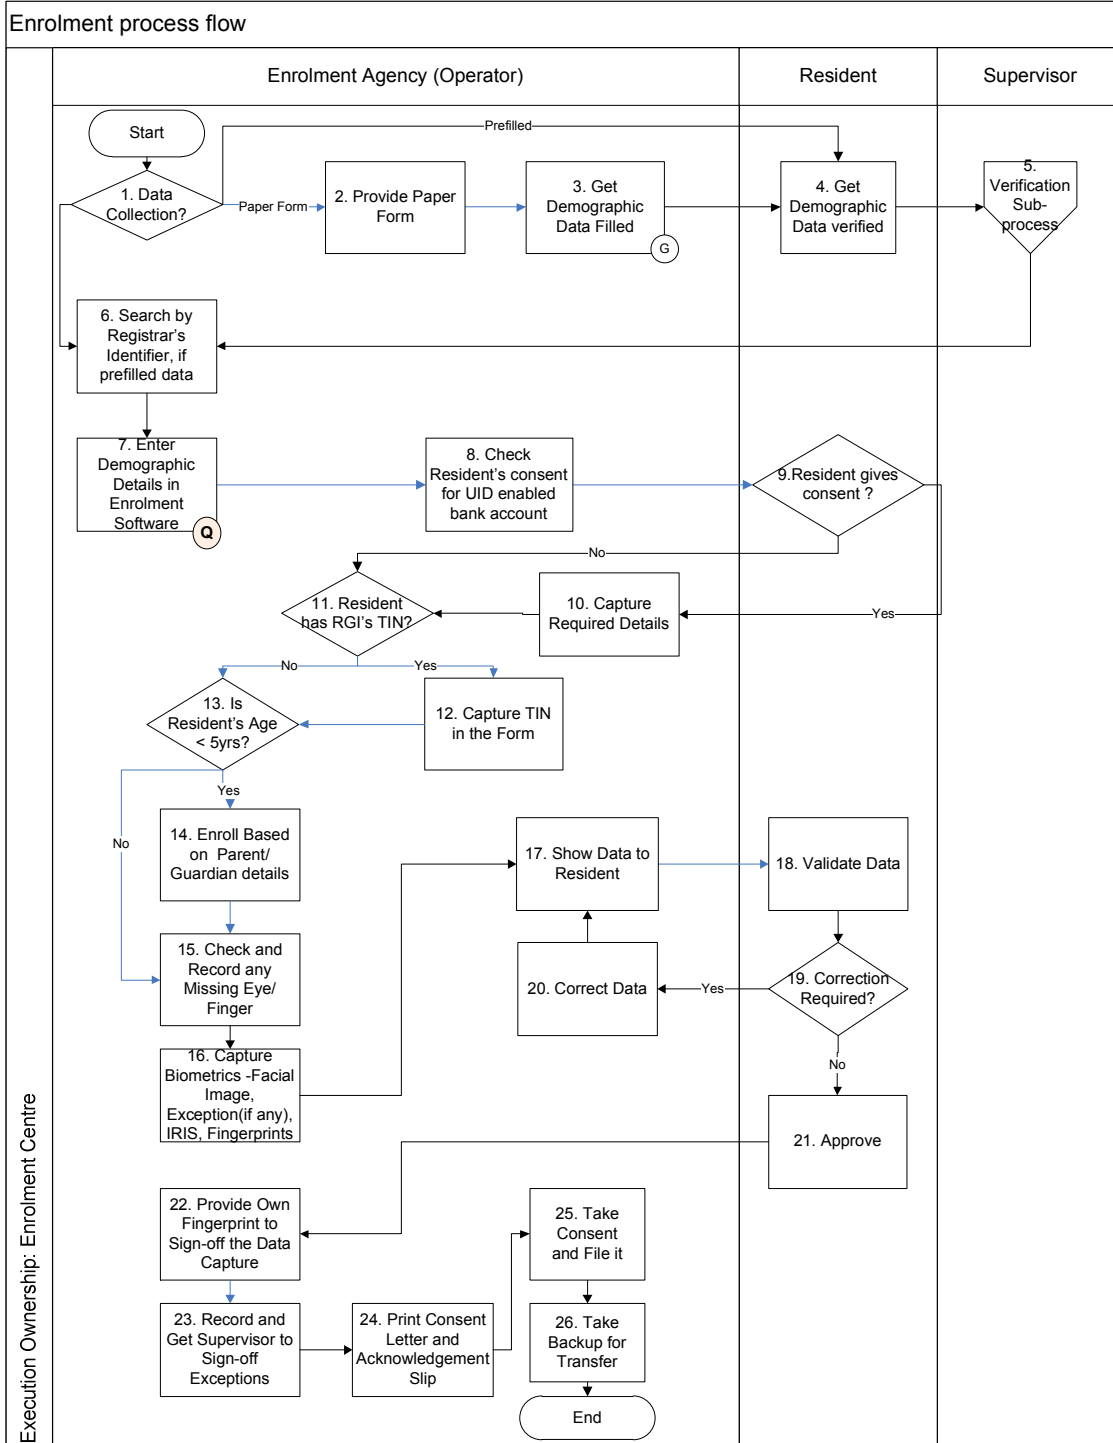 Enrolment process flow
Enrolment Agency (Operator)
Resident
Supervisor
Start
Prefilled
1. Data
Collection?
Paper Form
2. Provide Paper
Form
3. Get
Demographic
Data Filled
G
4. Get
Demographic
Data verified
5.
Verification
Sub-
process
6. Search by
Registrar's
Identifier, if
prefilled data
7. Enter
Demographic
Details in
Enrolment
Software
Q
8. Check
Resident's consent
for UID enabled
bank account
9.Resident gives
consent ?
No
Yes
10. Capture
Required Details
11. Resident
has RGI's TIN?
No
Yes
12. Capture TIN
in the Form
13. Is
Resident's Age
< 5yrs?
Yes
No
14. Enroll Based
on Parent/
Guardian details
15. Check and
Record any
Missing Eye/
Finger
16. Capture
Biometrics -Facial
Image,
Exception(if any),
IRIS, Fingerprints
17. Show Data to
Resident
18. Validate Data
19. Correction
Required?
Yes
20. Correct Data
No
21. Approve
22. Provide Own
Fingerprint to
Sign-off the Data
Capture
23. Record and
Get Supervisor to
Sign-off
Exceptions
24. Print Consent
Letter and
Acknowledgement
Slip
25. Take
Consent
and File it
26. Take
Backup for
Transfer
End
Execution Ownership: Enrolment Centre